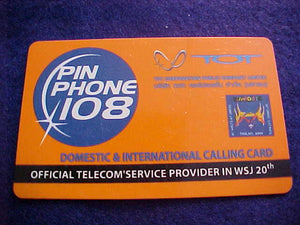 PIN
PHONE
108
TOT
DOMESTIC & INTERNATIONAL CALLING CARD
OFFICIAL TELECOM'SERVICE PROVIDER IN WSJ 20th